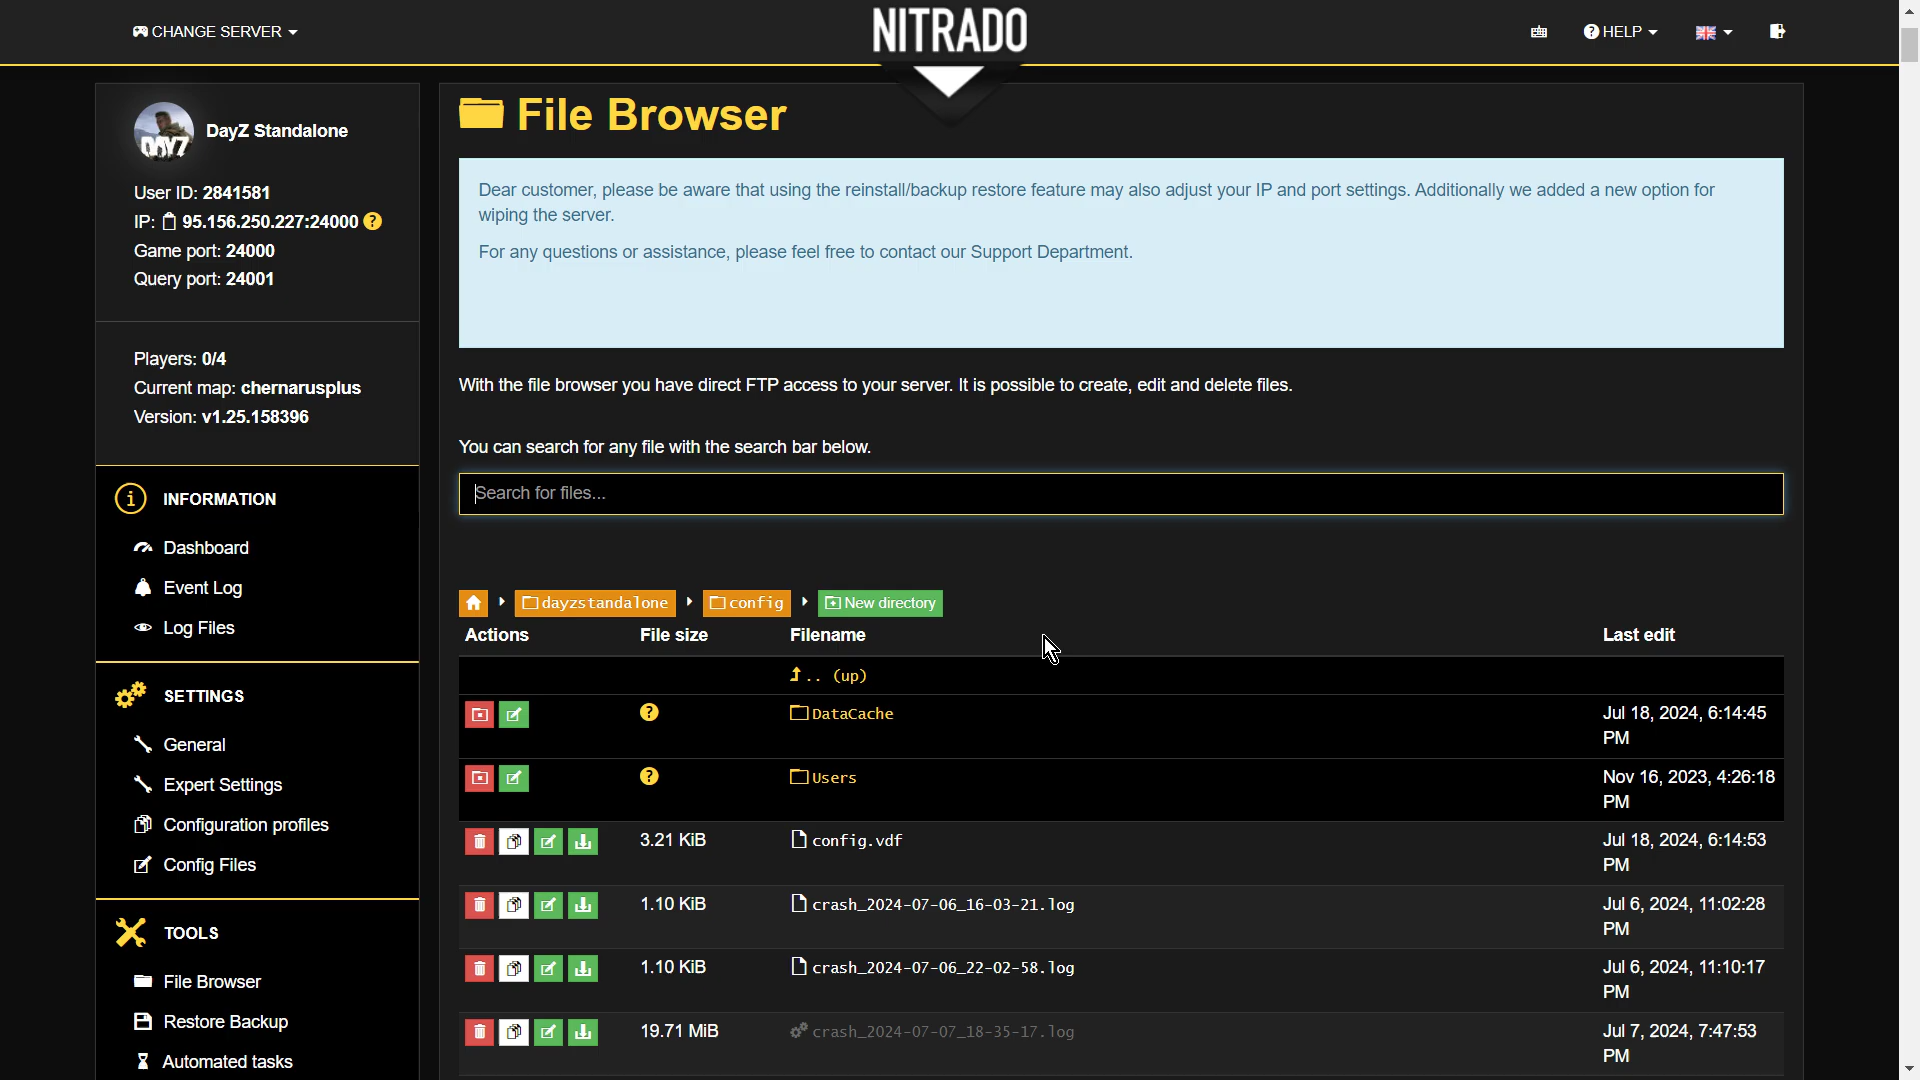 CHANGE SERVER
NITRADO
HELP
DAYZ
DayZ Standalone
User ID: 2841581
IP: 95.156.250.227:24000
Game port: 24000
Query port: 24001
Players: 0/4
Current map: chernarusplus
Version: v1.25.158396
INFORMATION
Dashboard
Event Log
Log Files
SETTINGS
General
Expert Settings
Configuration profiles
Config Files
TOOLS
File Browser
Restore Backup
Automated tasks
File Browser
Dear customer, please be aware that using the reinstall/backup restore feature may also adjust your IP and port settings. Additionally we added a new option for
wiping the server.
For any questions or assistance, please feel free to contact our Support Department.
With the file browser you have direct FTP access to your server. It is possible to create, edit and delete files.
You can search for any file with the search bar below.
Search for files...
dayzstandalone config New directory
Actions File size Filename Last edit
.. (up)
? DataCache Jul 18, 2024, 6:14:45
PM
? Users Nov 16, 2023, 4:26:18
PM
3.21 KiB config.vdf Jul 18, 2024, 6:14:53
PM
1.10 KiB crash_2024-07-06_16-03-21.log Jul 6, 2024, 11:02:28
PM
1.10 KiB crash_2024-07-06_22-02-58.log Jul 6, 2024, 11:10:17
PM
19.71 MiB crash_2024-07-07_18-35-17.log Jul 7, 2024, 7:47:53
PM